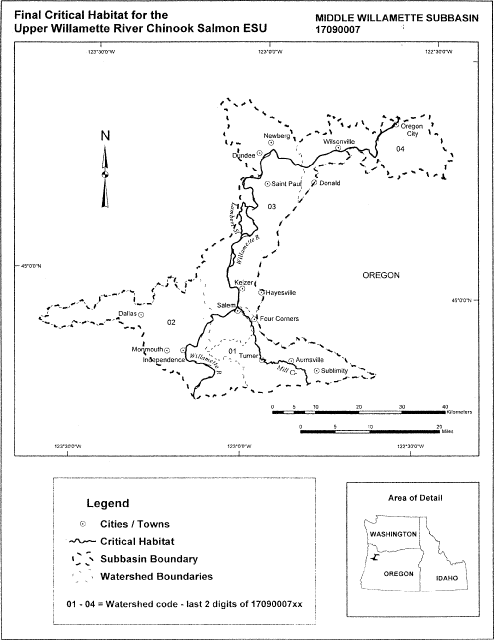 Final Critical Habitat for the
Upper Willamette River Chinook Salmon ESU
MIDDLE WILLAMETTE SUBBASIN
17090007
123°30'0"W
123°0'0"W
122°30'0"W
N
Oregon City
Newberg
Wilsonville
Dundee
04
Saint Paul
Donald
03
Willamette R
45°0'0"N
OREGON
45°0'0"N
Keizer
Hayesville
Salem
Dallas
02
Four Corners
Monmouth
Independence
01
Turner
Aumsville
Willamette R
Mill Cr
Sublimity
0 5 10 20 30 40
Kilometers
0 5 10 20
Miles
123°30'0"W
123°0'0"W
122°30'0"W
Legend
Cities / Towns
Critical Habitat
Subbasin Boundary
Watershed Boundaries
01 - 04 = Watershed code - last 2 digits of 17090007xx
Area of Detail
WASHINGTON
OREGON
IDAHO